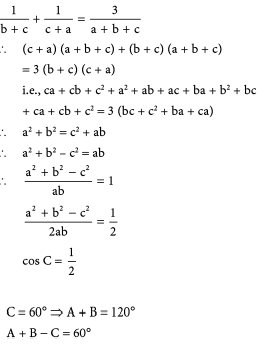 1/(b + c) + 1/(c + a) = 3/(a + b + c)
∴ (c + a) (a + b + c) + (b + c) (a + b + c)
= 3 (b + c) (c + a)
i.e., ca + cb + c² + a² + ab + ac + ba + b² + bc
+ ca + cb + c² = 3 (bc + c² + ba + ca)
∴ a² + b² = c² + ab
∴ a² + b² – c² = ab
∴ (a² + b² – c²)/ab = 1
(a² + b² – c²)/2ab = 1/2
cos C = 1/2
C = 60° ⇒ A + B = 120°
A + B – C = 60°